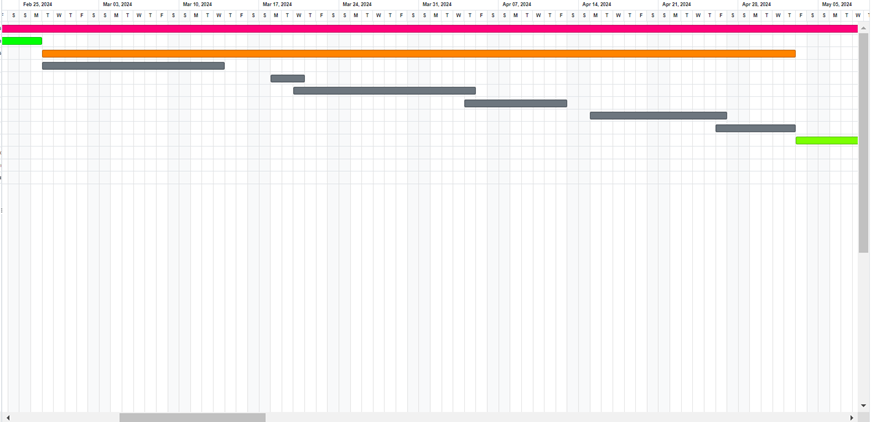 Feb 25, 2024 Mar 03, 2024 Mar 10, 2024 Mar 17, 2024 Mar 24, 2024 Mar 31, 2024 Apr 07, 2024 Apr 14, 2024 Apr 21, 2024 Apr 28, 2024 May 05, 2024
S S M T W T F S S M T W T F S S M T W T F S S M T W T F S S M T W T F S S M T W T F S S M T W T F S S M T W T F S S M T W T F S S M T W T F S S M T W T